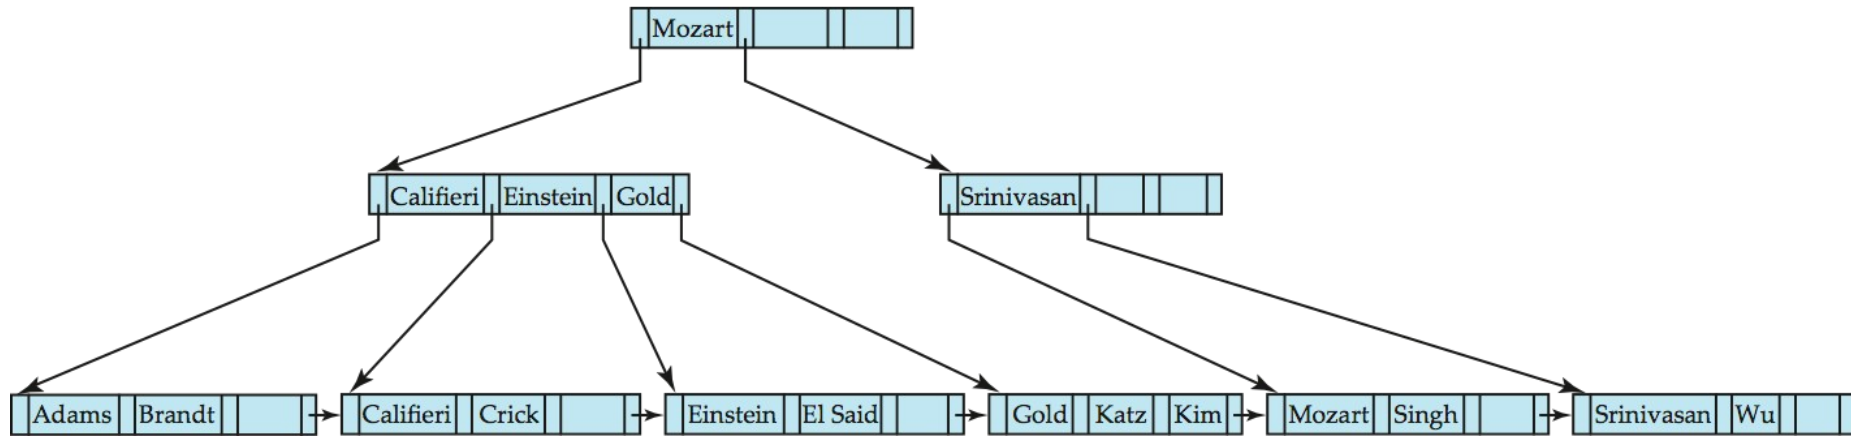 Mozart
Califieri Einstein Gold Srinivasan
Adams Brandt Califieri Crick Einstein El Said Gold Katz Kim Mozart Singh Srinivasan Wu